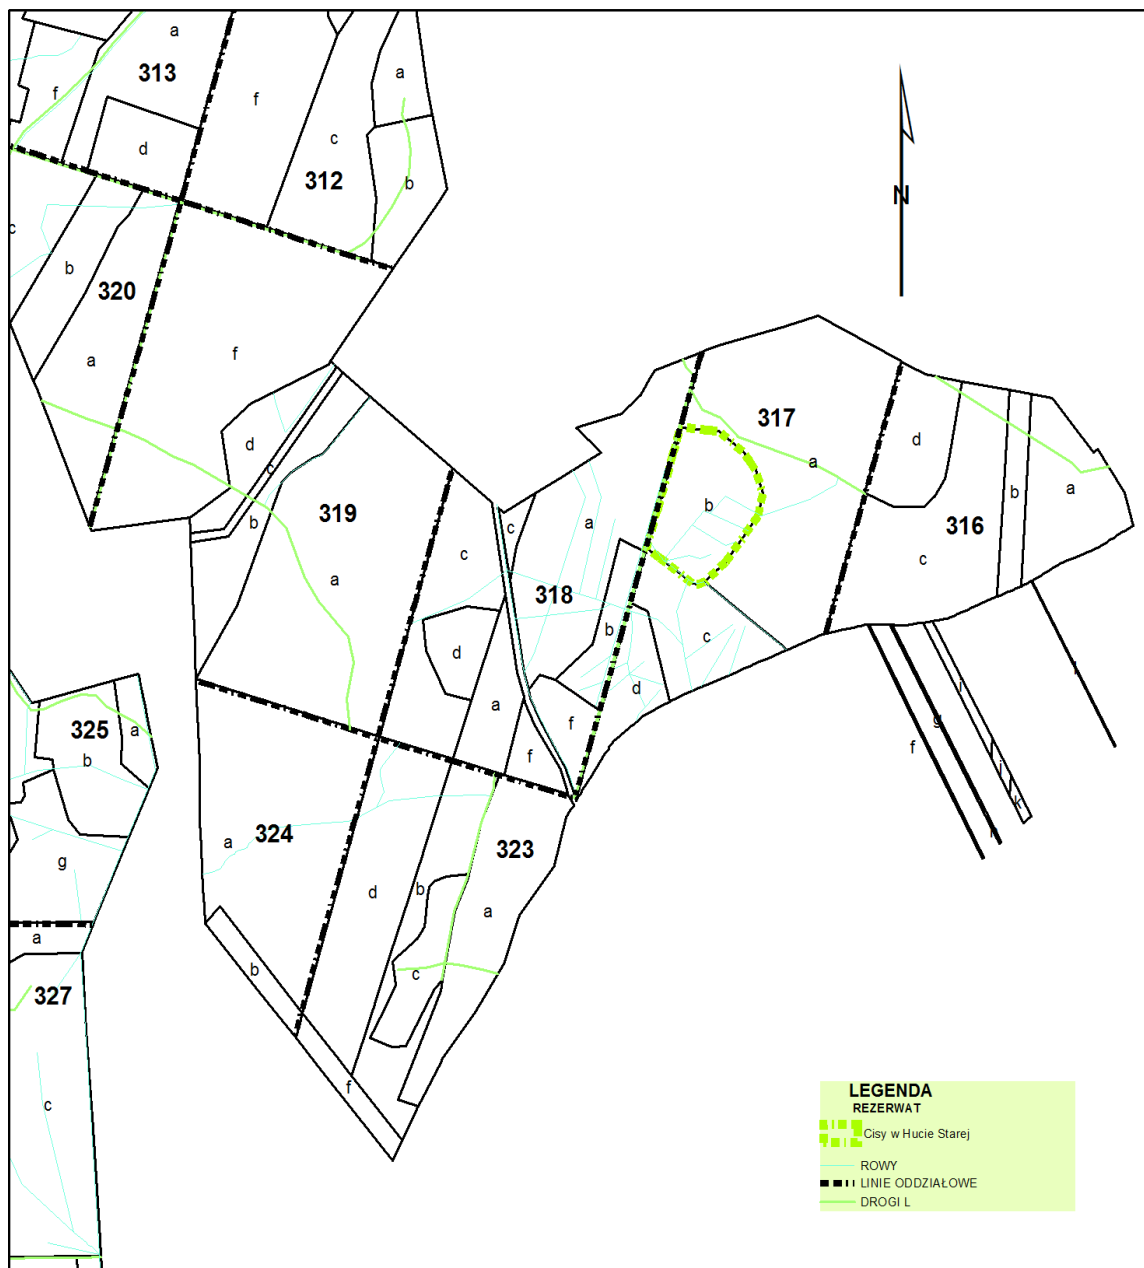 a
313
f
f
a
c
d
312
b
c
b
320
f
a
N
d
c
b
319
a
317
a
d
b
b
a
316
c
c
c
a
318
b
c
d
d
a
f
f
325
a
b
g
a
327
c
324
a
d
b
323
a
c
b
f
f
g
i
j
k
h
l
LEGENDA
REZERWAT
Cisy w Hucie Starej
ROWY
LINIE ODDZIAŁOWE
DROGI L